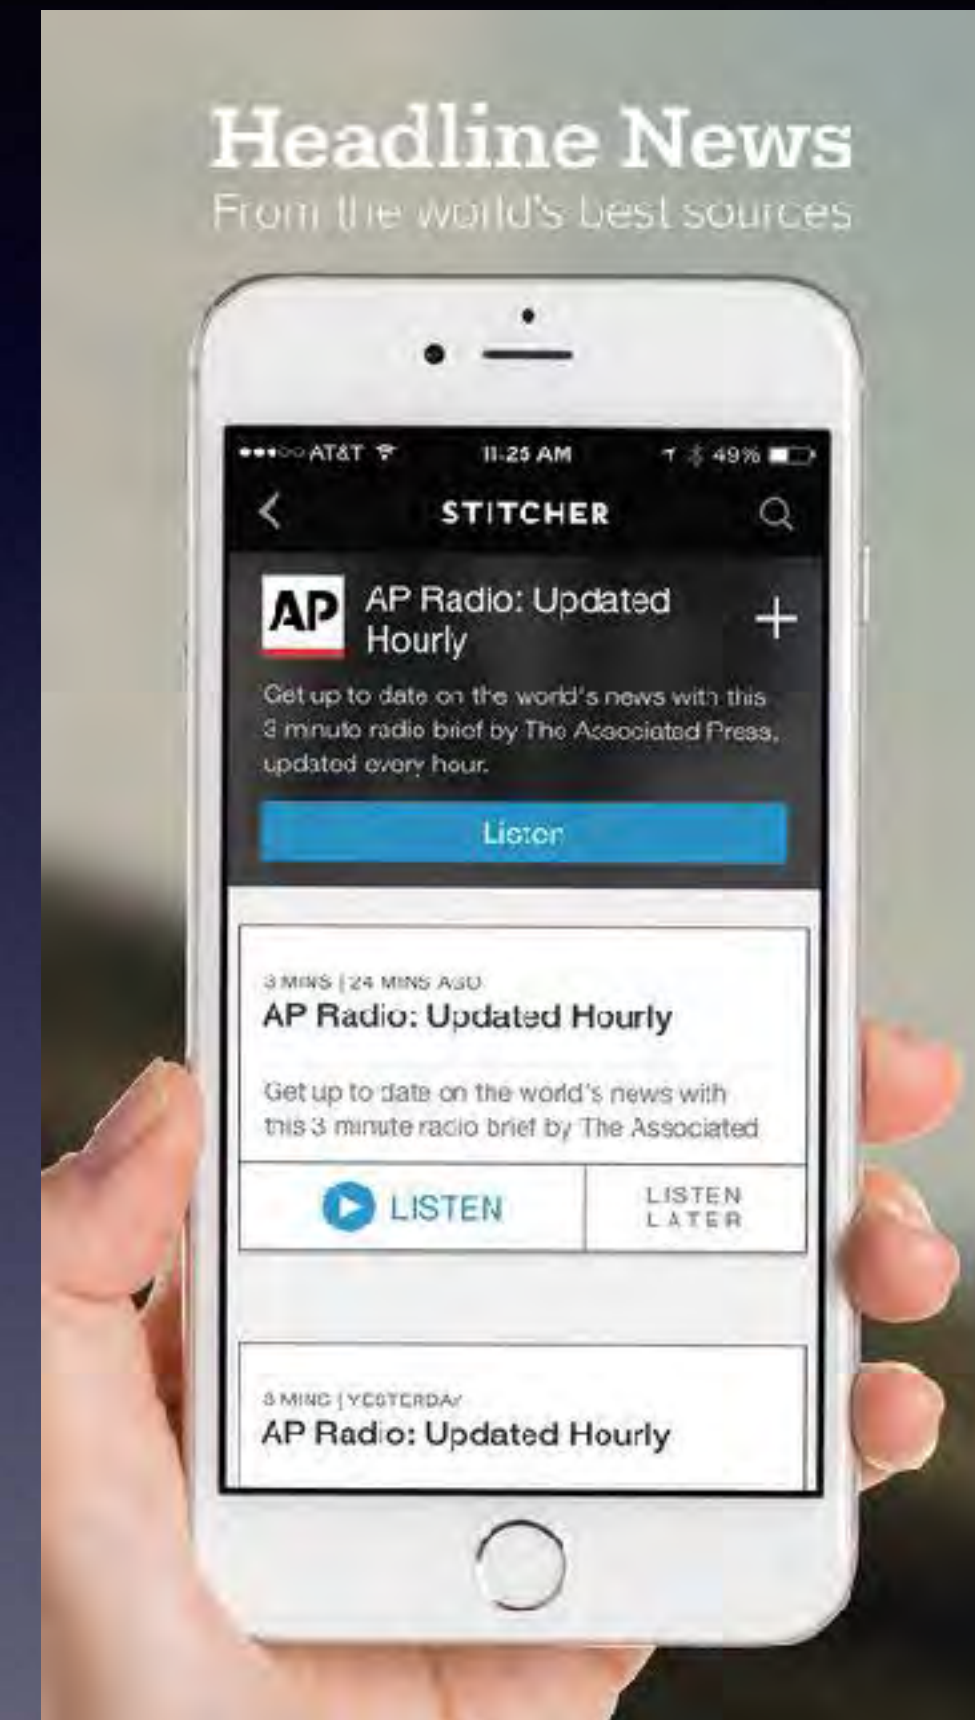 Headline News
From the world's best sources
AT&T 11:25 AM 49%
STITCHER
AP
AP Radio: Updated
Hourly
Get up to date on the world's news with this
3 minute radio brief by The Associated Press,
updated every hour.
Listen
3 MINS | 24 MINS AGO
AP Radio: Updated Hourly
Get up to date on the world's news with
this 3 minute radio brief by The Associated
LISTEN
LISTEN
LATER
3 MINS | YESTERDAY
AP Radio: Updated Hourly